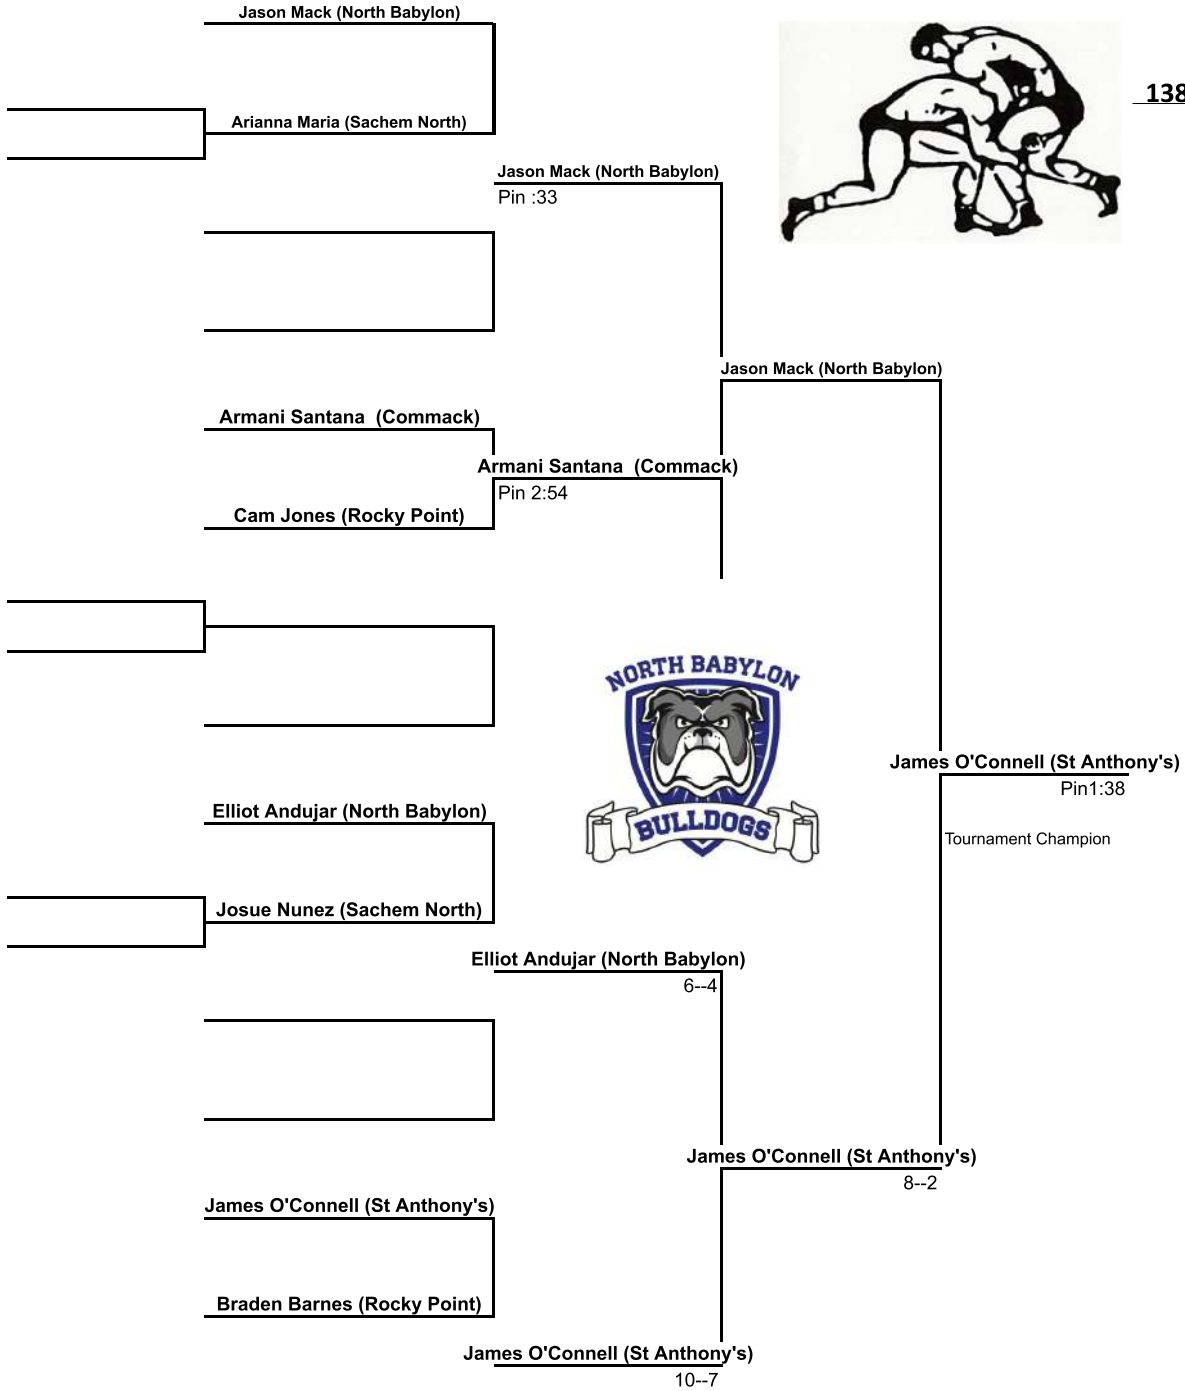 Jason Mack (North Babylon)
138
Arianna Maria (Sachem North)
Jason Mack (North Babylon)
Pin :33
Jason Mack (North Babylon)
Armani Santana  (Commack)
Armani Santana  (Commack)
Pin 2:54
Cam Jones (Rocky Point)
NORTH BABYLON
BULLDOGS
James O'Connell (St Anthony's)
Pin1:38
Elliot Andujar (North Babylon)
Tournament Champion
Josue Nunez (Sachem North)
Elliot Andujar (North Babylon)
6--4
James O'Connell (St Anthony's)
8--2
James O'Connell (St Anthony's)
Braden Barnes (Rocky Point)
James O'Connell (St Anthony's)
10--7